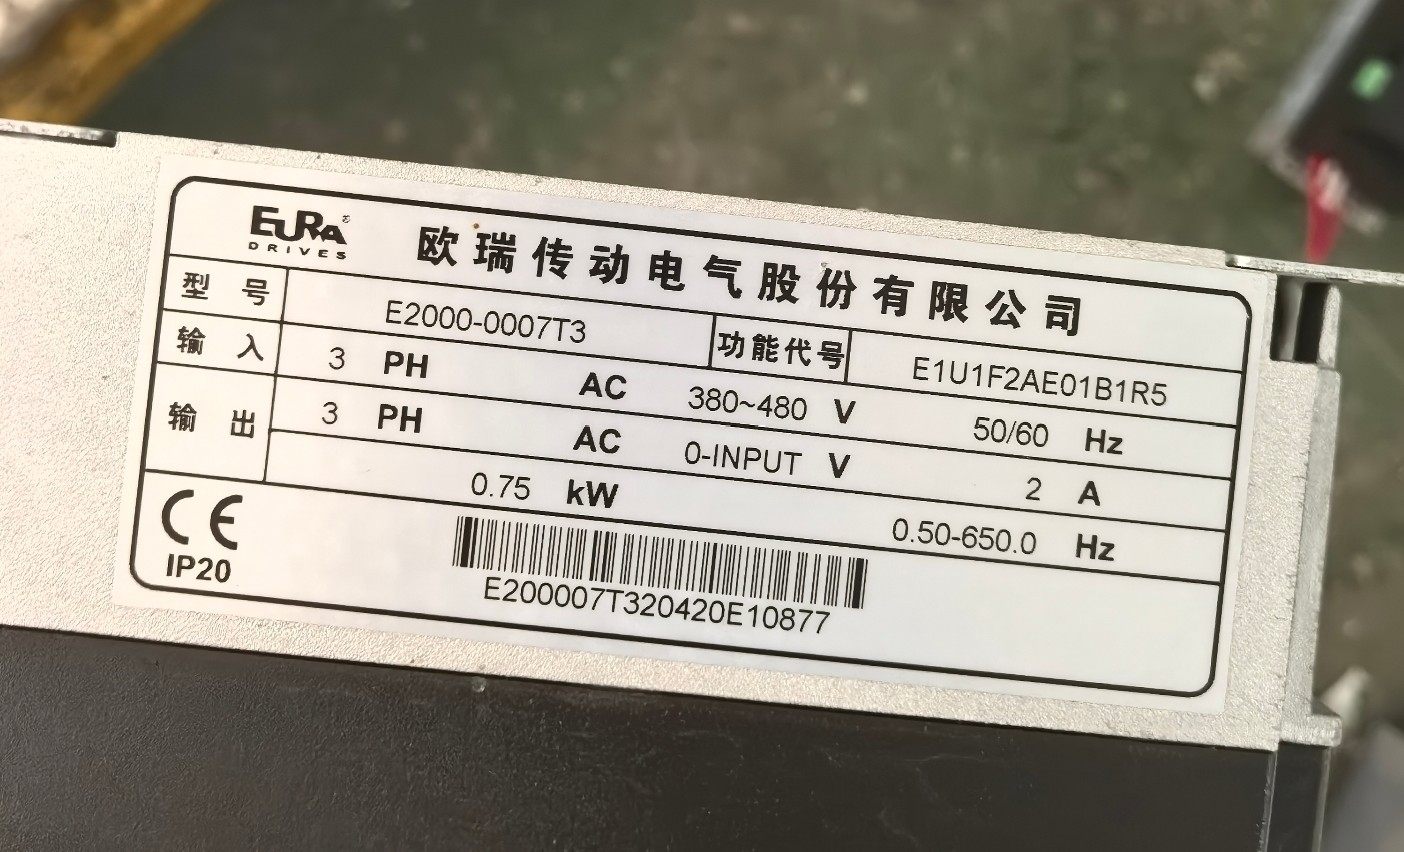 EURA® DRIVES 欧瑞传动电气股份有限公司
型号 E2000-0007T3 功能代号 E1U1F2AE01B1R5
输入 3 PH AC 380~480 V 50/60 Hz
输出 3 PH AC 0-INPUT V 2 A
0.75 kW 0.50-650.0 Hz
CE
IP20
E200007T320420E10877